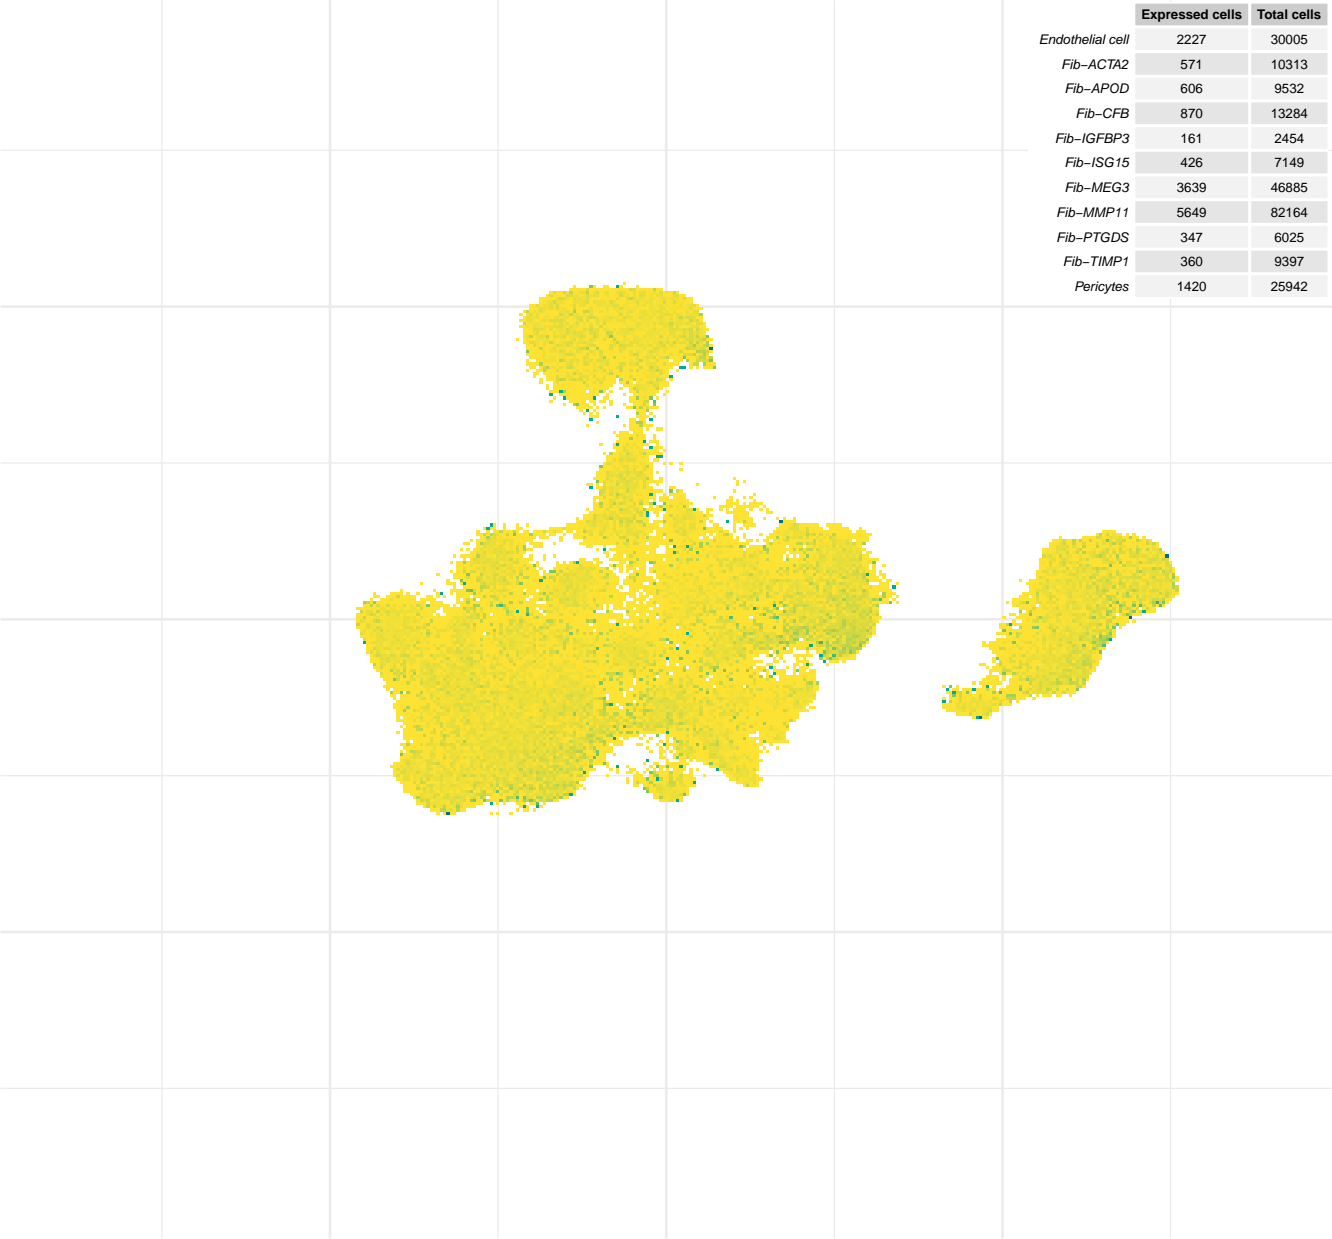 Expressed cells Total cells
Endothelial cell 2227 30005
Fib−ACTA2 571 10313
Fib−APOD 606 9532
Fib−CFB 870 13284
Fib−IGFBP3 161 2454
Fib−ISG15 426 7149
Fib−MEG3 3639 46885
Fib−MMP11 5649 82164
Fib−PTGDS 347 6025
Fib−TIMP1 360 9397
Pericytes 1420 25942